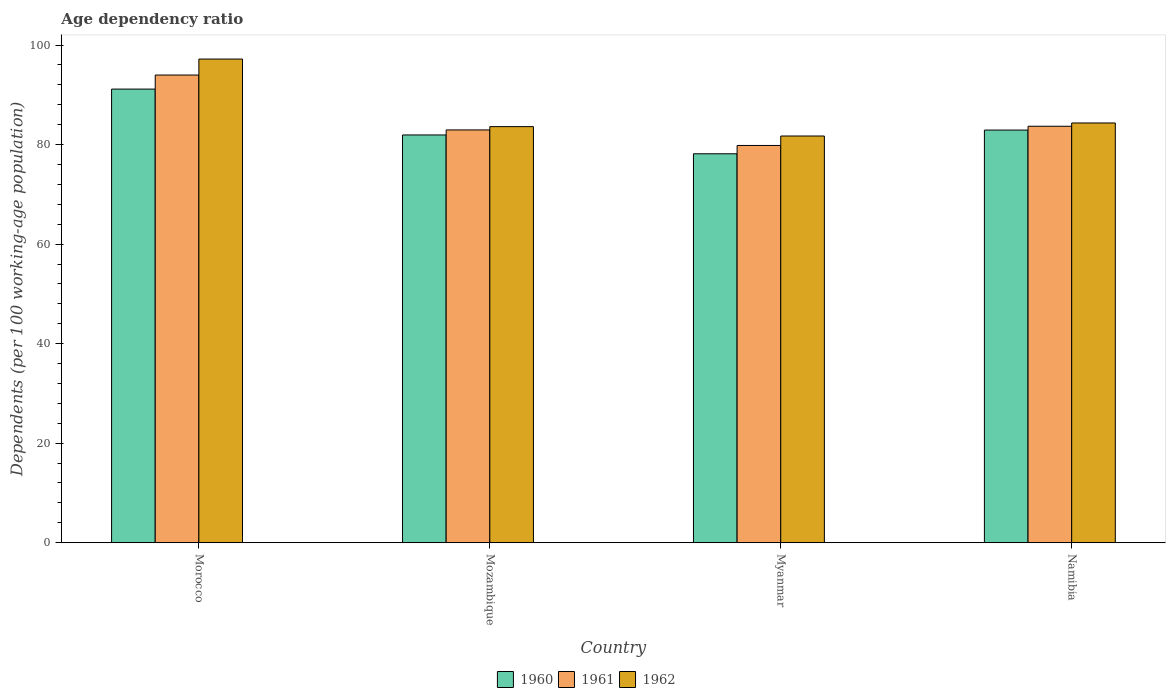 Age dependency ratio
Dependents (per 100 working-age population)
100
80
60
40
20
0
Morocco
Mozambique
Myanmar
Namibia
Country
1960
1961
1962